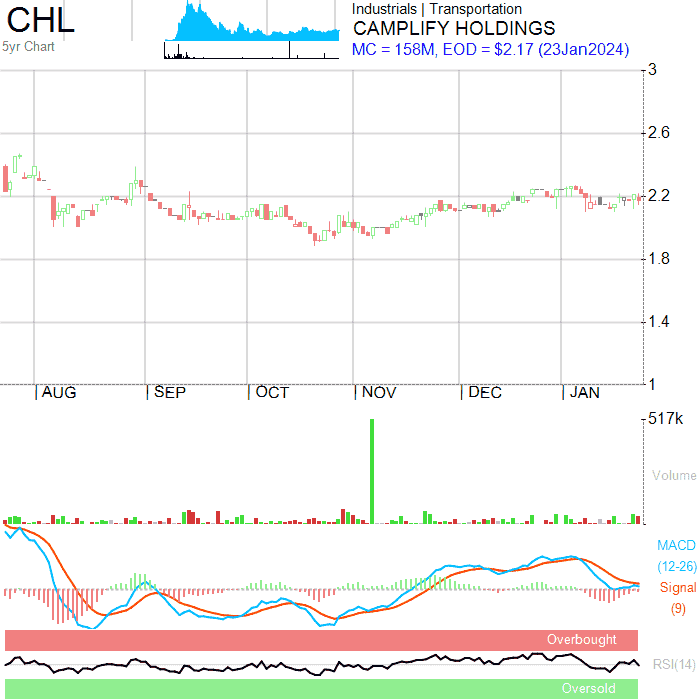 CHL
5yr Chart
Industrials | Transportation
CAMPLIFY HOLDINGS
MC = 158M, EOD = $2.17 (23Jan2024)
3
2.6
2.2
1.8
1.4
1
|AUG |SEP |OCT |NOV |DEC |JAN
517k
Volume
MACD
(12-26)
Signal
(9)
Overbought
RSI(14)
Oversold